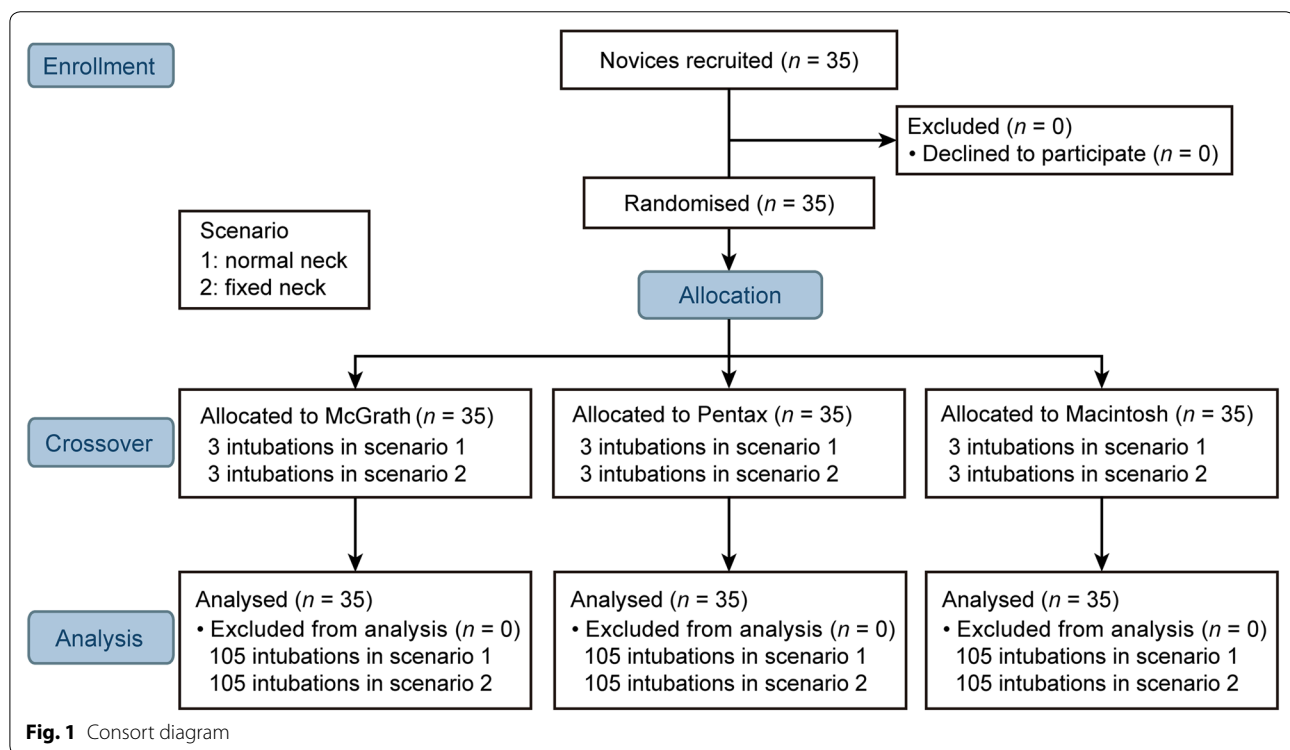 Enrollment
Novices recruited (n = 35)
Excluded (n = 0)
• Declined to participate (n = 0)
Randomised (n = 35)
Scenario
1: normal neck
2: fixed neck
Allocation
Crossover
Allocated to McGrath (n = 35)
3 intubations in scenario 1
3 intubations in scenario 2
Allocated to Pentax (n = 35)
3 intubations in scenario 1
3 intubations in scenario 2
Allocated to Macintosh (n = 35)
3 intubations in scenario 1
3 intubations in scenario 2
Analysis
Analysed (n = 35)
• Excluded from analysis (n = 0)
105 intubations in scenario 1
105 intubations in scenario 2
Analysed (n = 35)
• Excluded from analysis (n = 0)
105 intubations in scenario 1
105 intubations in scenario 2
Analysed (n = 35)
• Excluded from analysis (n = 0)
105 intubations in scenario 1
105 intubations in scenario 2
Fig. 1 Consort diagram